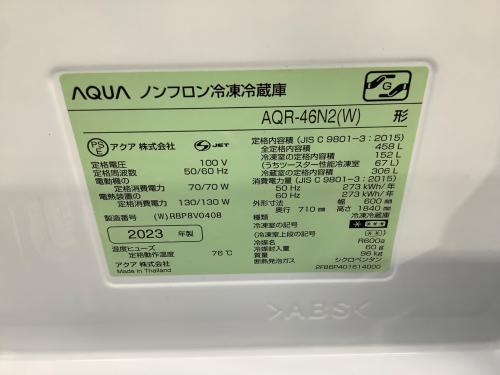 AQUA ノンフロン冷凍冷蔵庫
G
AQR-46N2(W) 形
PS
E
アクア 株式会社 S JET
定格電圧 100 V
定格周波数 50/60 Hz
電動機の
定格消費電力 70/70 W
電熱装置の
定格消費電力 130/130 W
製造番号 (W)RBP8V0408
2023 年製
温度ヒューズ
定格動作温度 76℃
アクア 株式会社
Made in Thailand
定格内容積 (JIS C 9801-3:2015)
全定格内容積 458 L
冷凍室の定格内容積 152 L
(うちツースター性能冷凍室 67 L)
冷蔵室の定格内容積 306 L
消費電力量 (JIS C 9801-3:2015)
50 Hz 273 kWh/年
60 Hz 273 kWh/年
外形寸法 幅 600 mm
奥行 710 mm 高さ 1840 mm
種類 冷凍冷蔵庫
冷凍室の記号
(冷凍室上段の記号)
冷媒 R600a
冷媒封入量 60 g
質量 96 kg
断熱発泡ガス シクロペンタン
2FB6P401614000
>ABS<